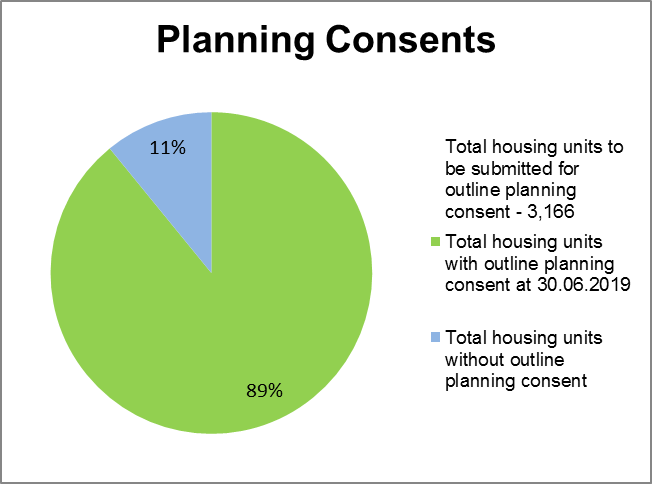 Planning Consents
11%
89%
Total housing units to
be submitted for
outline planning
consent - 3,166
Total housing units
with outline planning
consent at 30.06.2019
Total housing units
without outline
planning consent